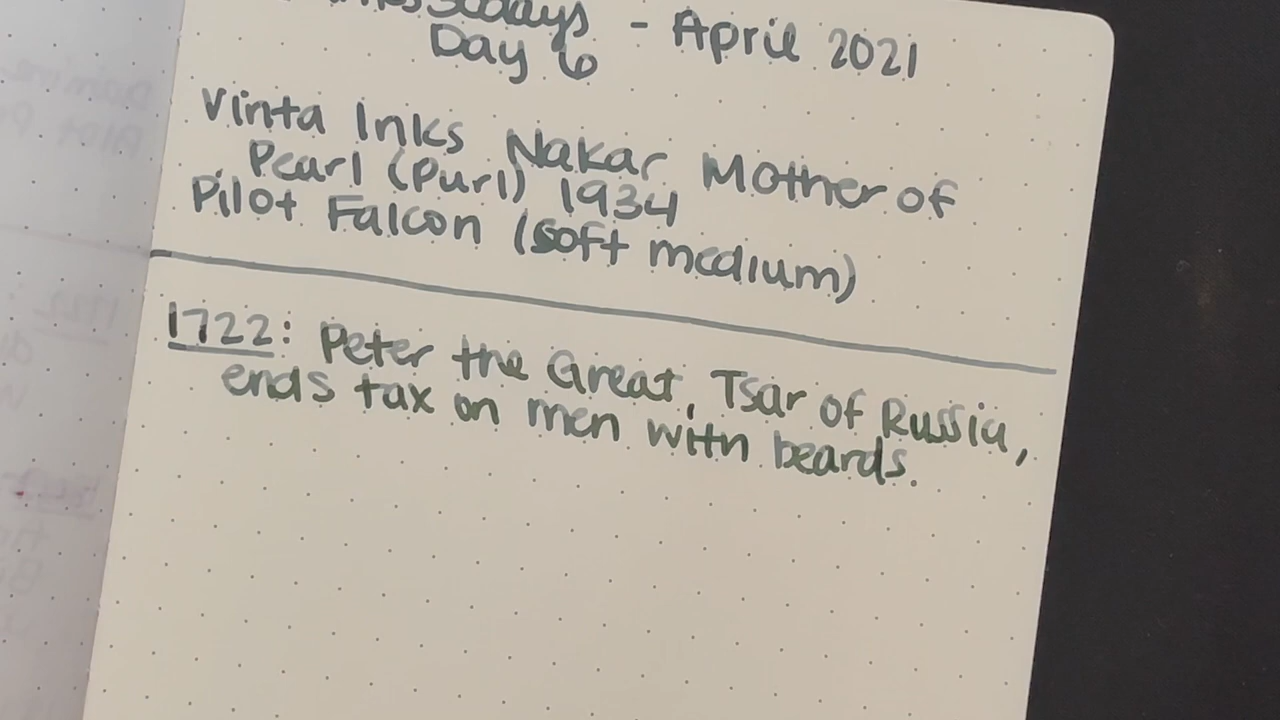 - April 2021
Day 6
Vinta Inks Nakar Mother of
Pearl (Purl) 1934
Pilot Falcon (soft medium)
1722: Peter the Great, Tsar of Russia,
ends tax on men with beards.